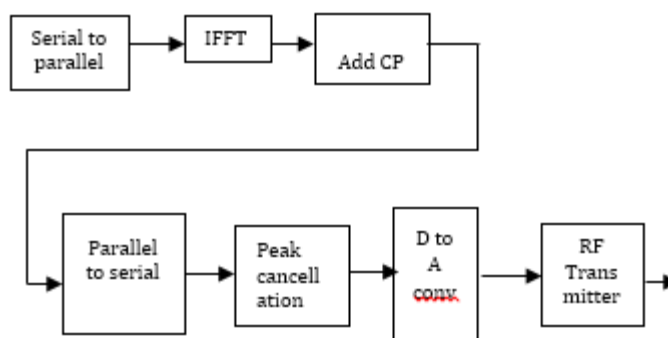 Serial to
parallel
IFFT
Add CP
Parallel
to serial
Peak
cancell
ation
D to
A
conv
RF
Trans
mitter